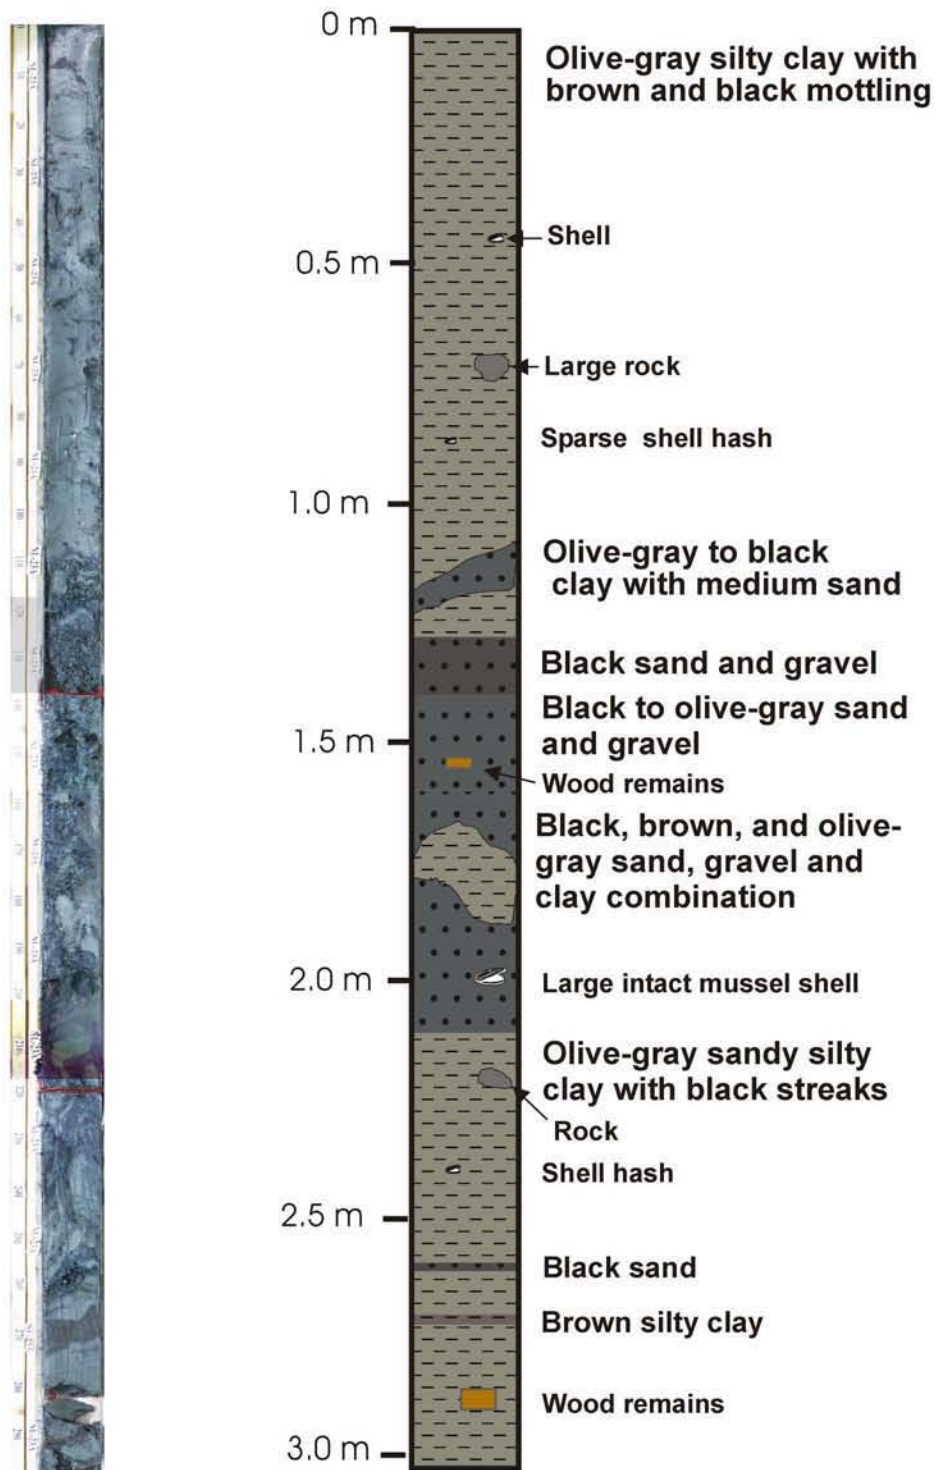 0 m
Olive-gray silty clay with
brown and black mottling
Shell
0.5 m
Large rock
Sparse shell hash
1.0 m
Olive-gray to black
clay with medium sand
Black sand and gravel
Black to olive-gray sand
and gravel
1.5 m
Wood remains
Black, brown, and olive-
gray sand, gravel and
clay combination
2.0 m
Large intact mussel shell
Olive-gray sandy silty
clay with black streaks
Rock
Shell hash
2.5 m
Black sand
Brown silty clay
Wood remains
3.0 m